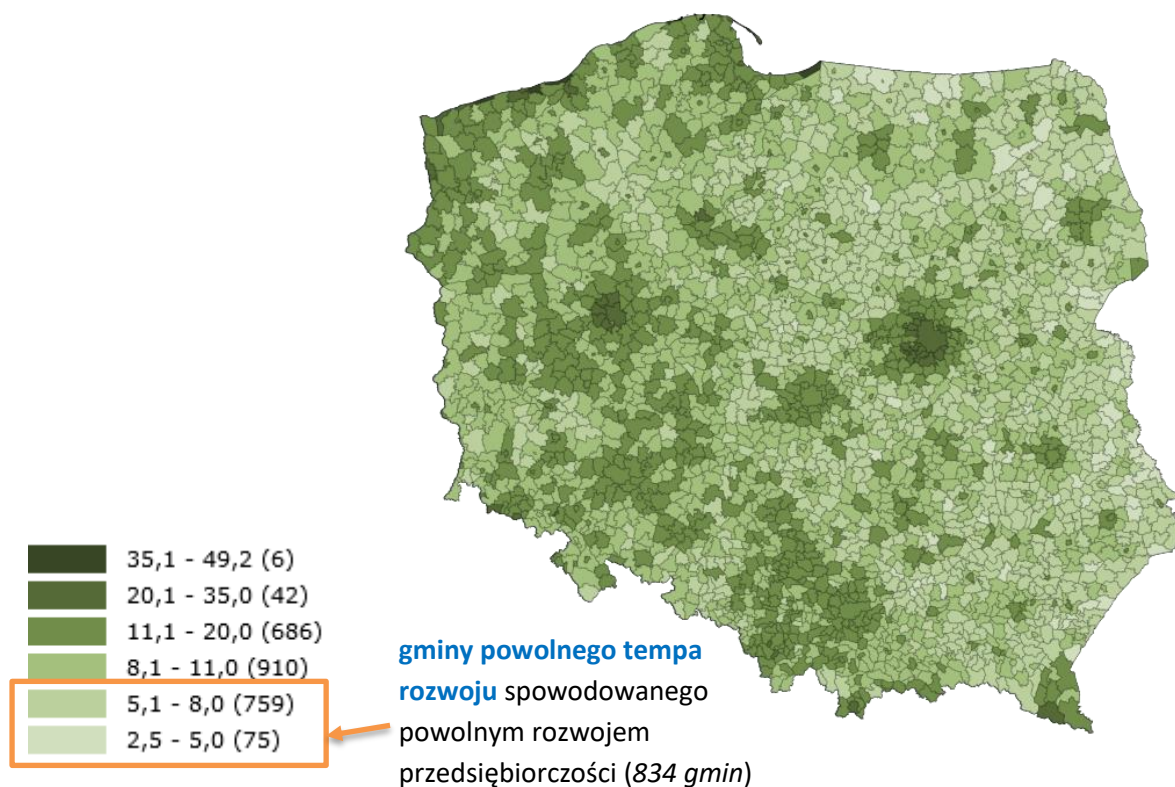 35,1 - 49,2 (6)
20,1 - 35,0 (42)
11,1 - 20,0 (686)
8,1 - 11,0 (910)
5,1 - 8,0 (759)
2,5 - 5,0 (75)
gminy powolnego tempa
rozwoju spowodowanego
powolnym rozwojem
przedsiębiorczości (834 gmin)